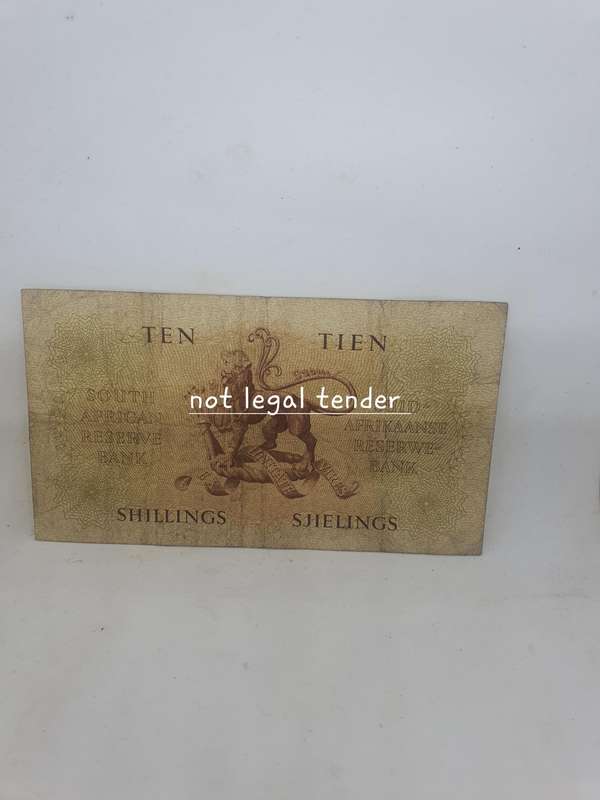 TEN TIEN
SOUTH
AFRICAN
RESERVE
BANK
not legal tender
AFRIKAANSE
RESERWE-
BANK
SHILLINGS SJIELINGS